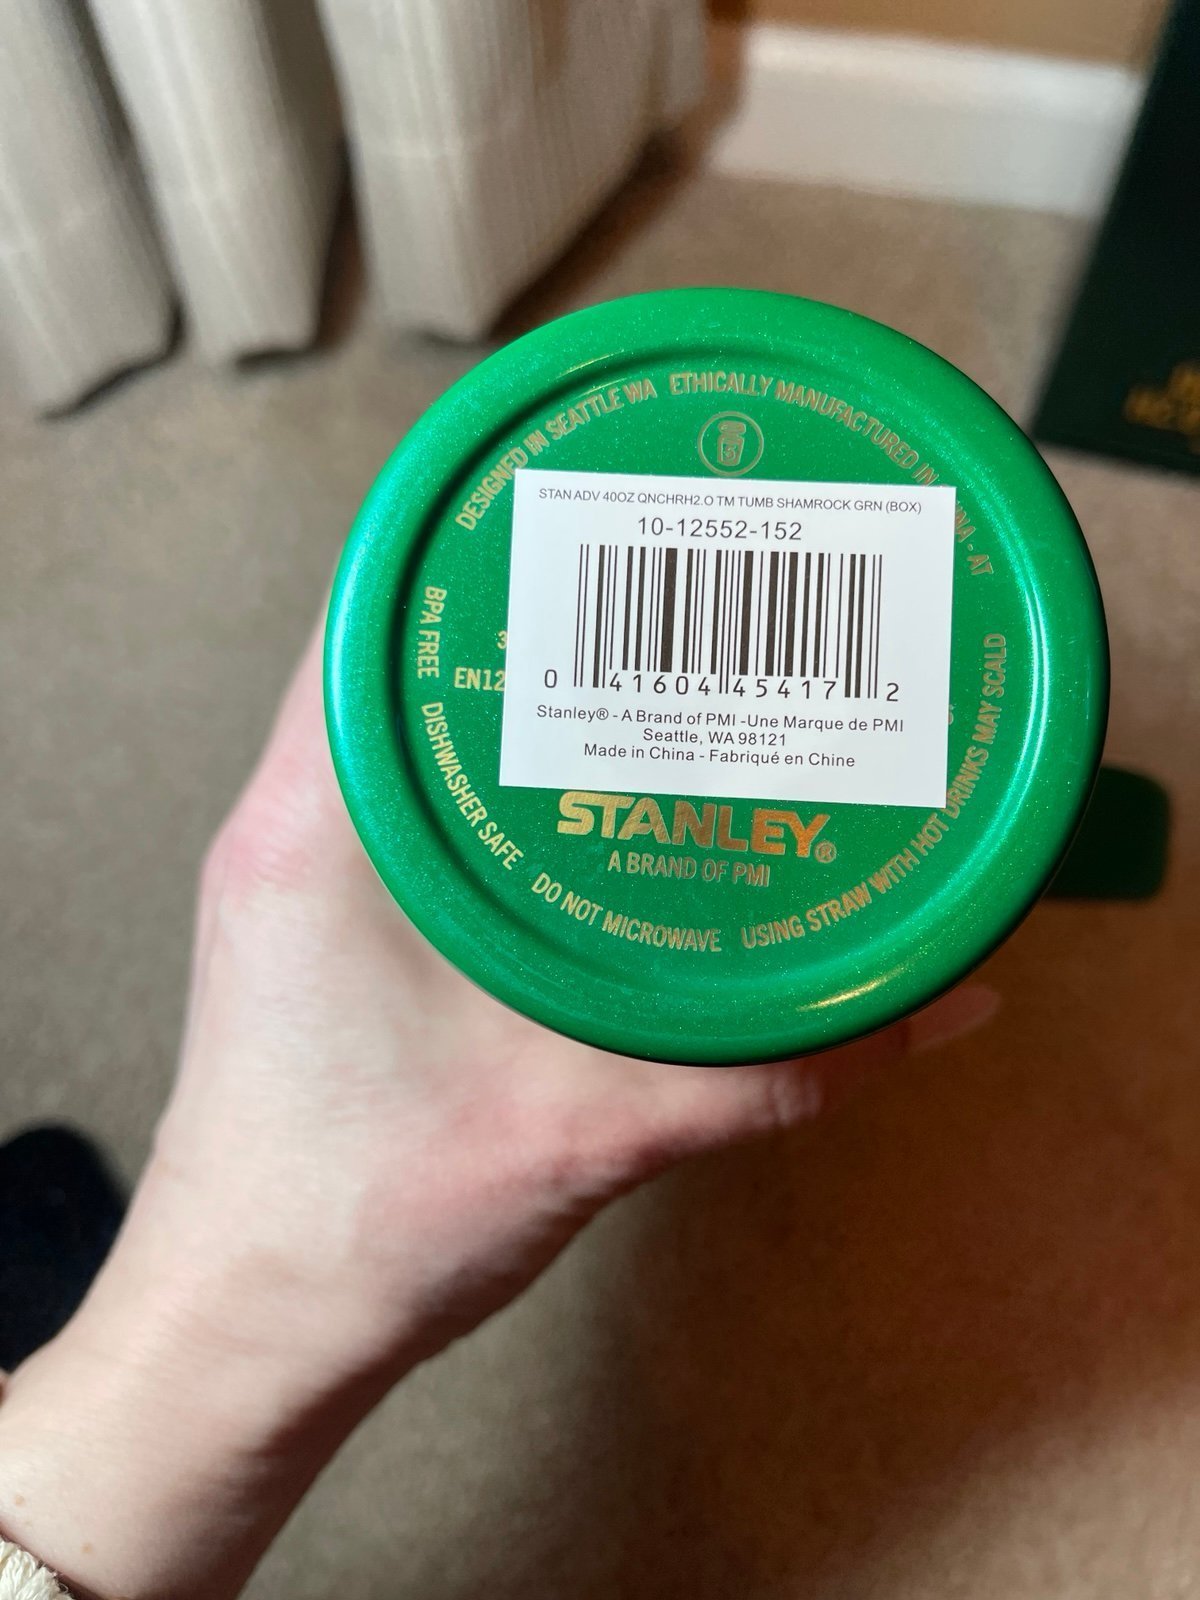 DESIGNED IN SEATTLE WA ETHICALLY MANUFACTURED IN - AT
STAN ADV 40OZ QNCHRH2.O TM TUMB SHAMROCK GRN (BOX)
10-12552-152
0 41604 45417 2
Stanley® - A Brand of PMI -Une Marque de PMI
Seattle, WA 98121
Made in China - Fabriqué en Chine
STANLEY®
A BRAND OF PMI
BPA FREE DISHWASHER SAFE DO NOT MICROWAVE USING STRAW WITH HOT DRINKS MAY SCALD